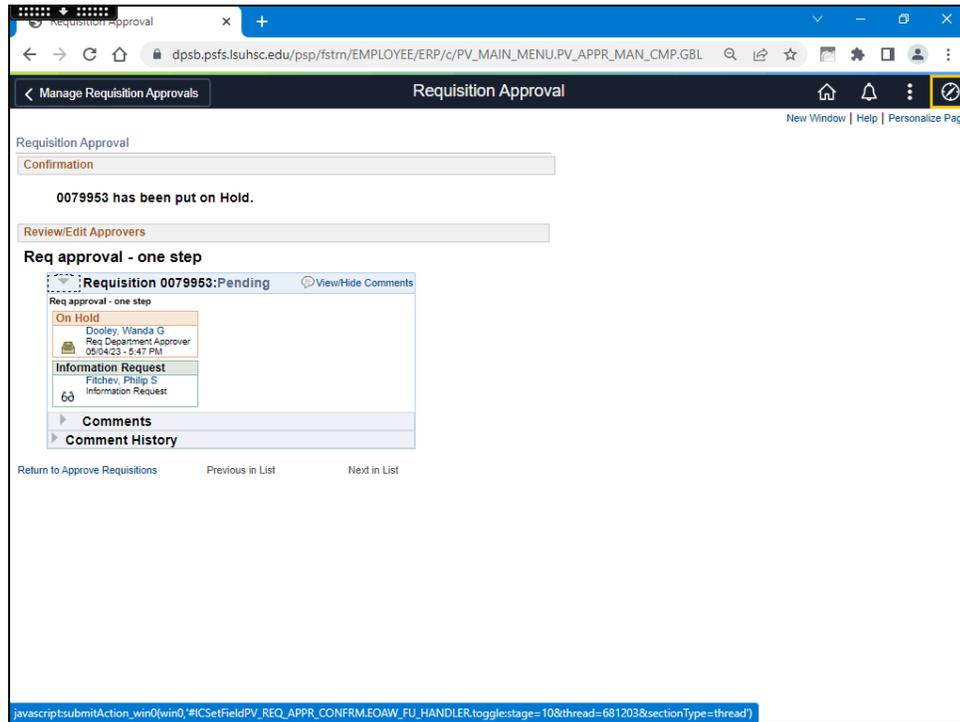 Requisition Approval
dpsb.psfs.lsuhsc.edu/psp/fstrn/EMPLOYEE/ERP/c/PV_MAIN_MENU.PV_APPR_MAN_CMP.GBL
Manage Requisition Approvals
Requisition Approval
New Window | Help | Personalize Pag
Requisition Approval
Confirmation
0079953 has been put on Hold.
Review/Edit Approvers
Req approval - one step
Requisition 0079953:Pending View/Hide Comments
Req approval - one step
On Hold
Dooley, Wanda G
Req Department Approver
05/04/23 - 5:47 PM
Information Request
Fitchev, Philip S
Information Request
Comments
Comment History
Return to Approve Requisitions Previous in List Next in List
javascript:submitAction_win0(win0,'#ICSetFieldPV_REQ_APPR_CONFRM.EOAW_FU_HANDLER.toggle:stage=10&thread=681203&sectionType=thread')